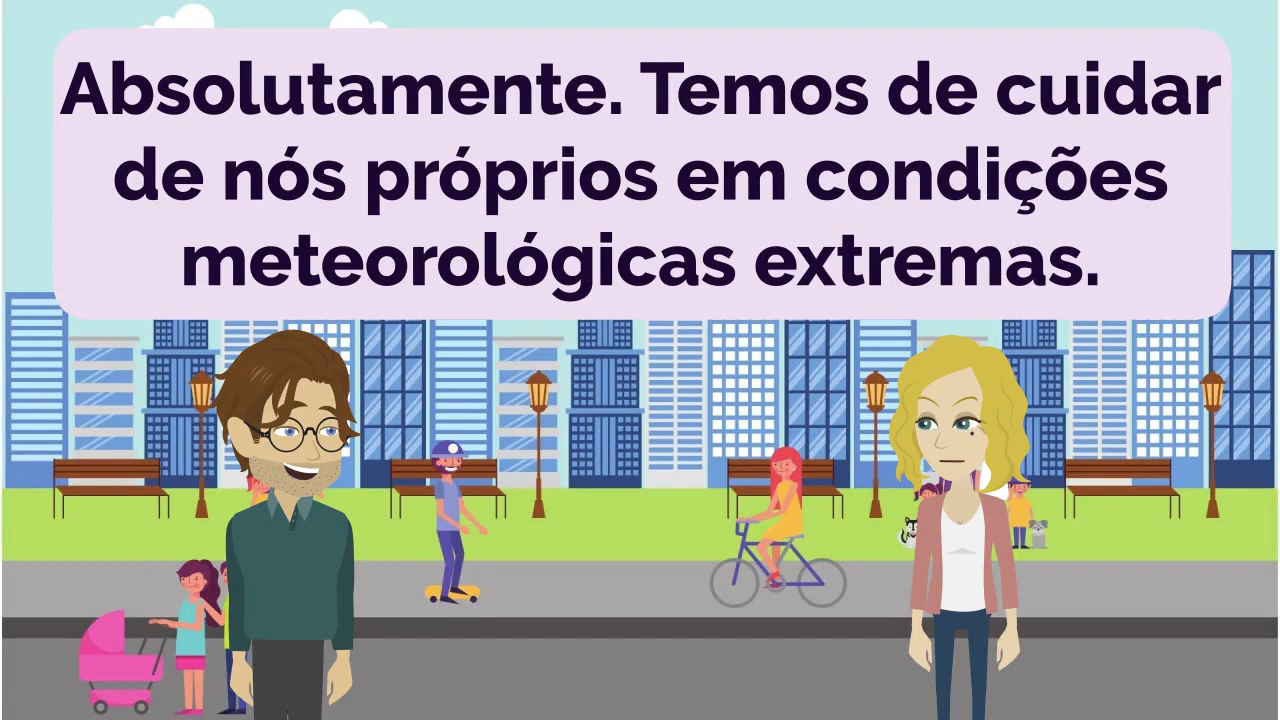 Absolutamente. Temos de cuidar
de nós próprios em condições
meteorológicas extremas.